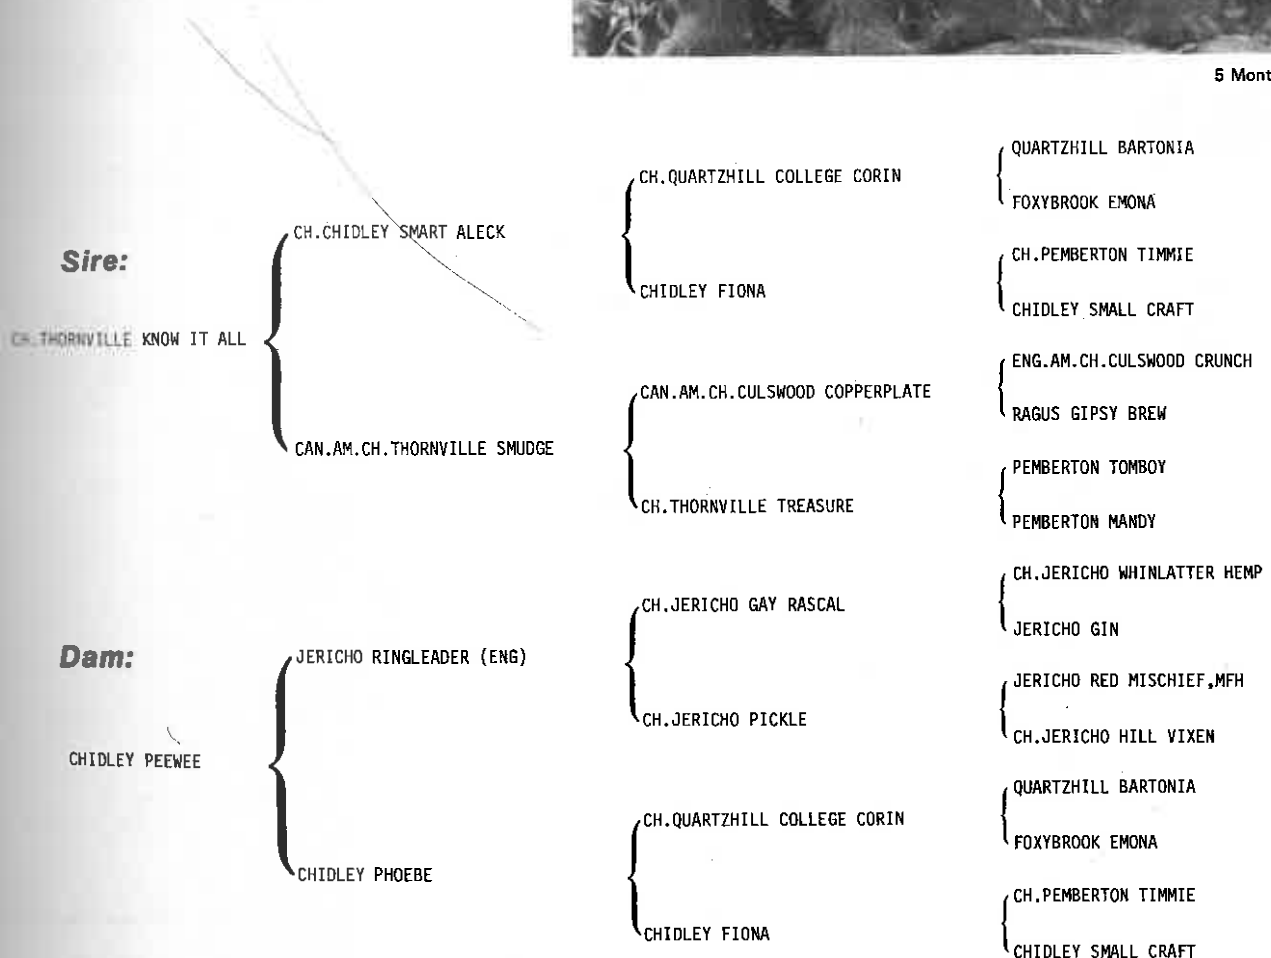 5 Mont
QUARTZHILL BARTONIA
CH.QUARTZHILL COLLEGE CORIN
FOXYBROOK EMONA
CH.CHIDLEY SMART ALECK
Sire:
CH.PEMBERTON TIMMIE
CHIDLEY FIONA
CHIDLEY SMALL CRAFT
CH.THORNVILLE KNOW IT ALL
ENG.AM.CH.CULSWOOD CRUNCH
CAN.AM.CH.CULSWOOD COPPERPLATE
RAGUS GIPSY BREW
CAN.AM.CH.THORNVILLE SMUDGE
PEMBERTON TOMBOY
CH.THORNVILLE TREASURE
PEMBERTON MANDY
CH.JERICHO WHINLATTER HEMP
CH.JERICHO GAY RASCAL
JERICHO GIN
Dam:
JERICHO RINGLEADER (ENG)
JERICHO RED MISCHIEF,MFH
CH.JERICHO PICKLE
CH.JERICHO HILL VIXEN
CHIDLEY PEEWEE
QUARTZHILL BARTONIA
CH.QUARTZHILL COLLEGE CORIN
FOXYBROOK EMONA
CHIDLEY PHOEBE
CH.PEMBERTON TIMMIE
CHIDLEY FIONA
CHIDLEY SMALL CRAFT